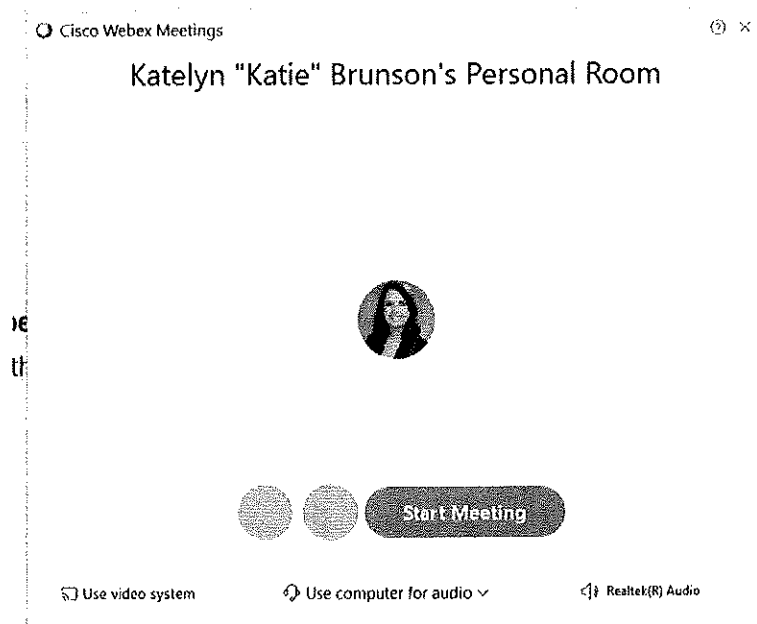 Cisco Webex Meetings
Katelyn "Katie" Brunson's Personal Room
Start Meeting
Use video system
Use computer for audio
Realtek(R) Audio